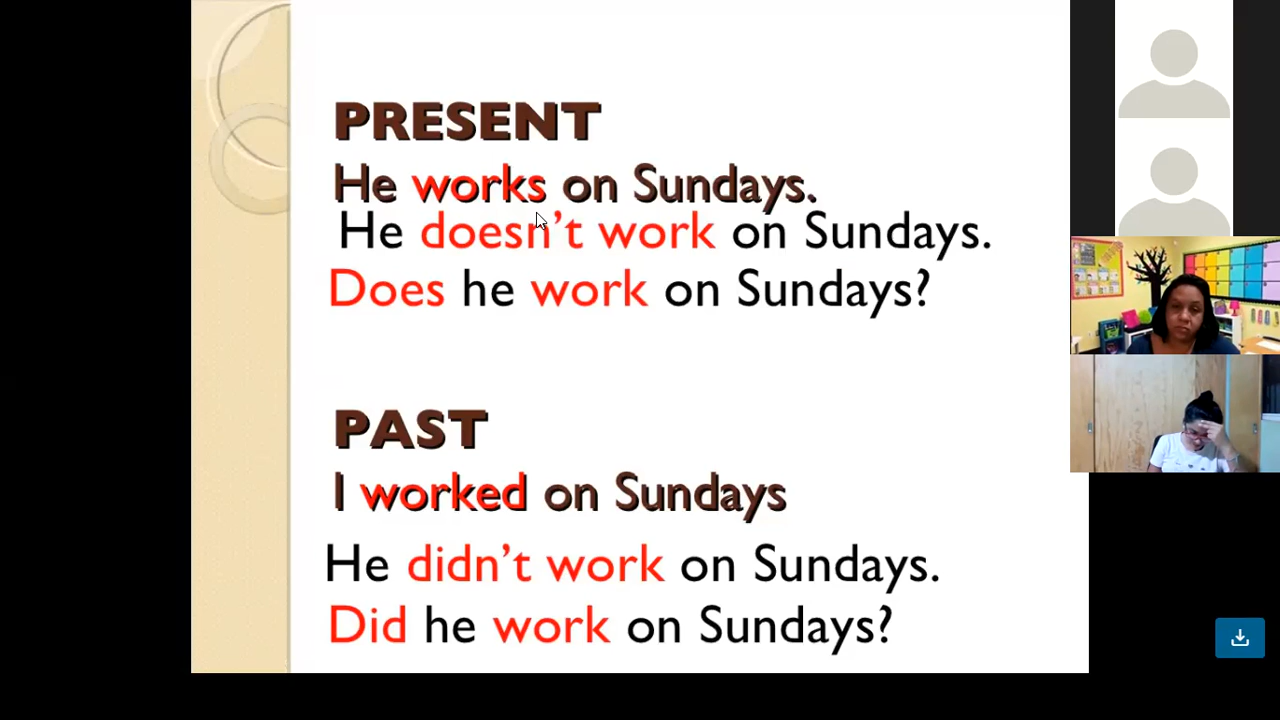 PRESENT
He works on Sundays.
He doesn't work on Sundays.
Does he work on Sundays?
PAST
I worked on Sundays
He didn't work on Sundays.
Did he work on Sundays?